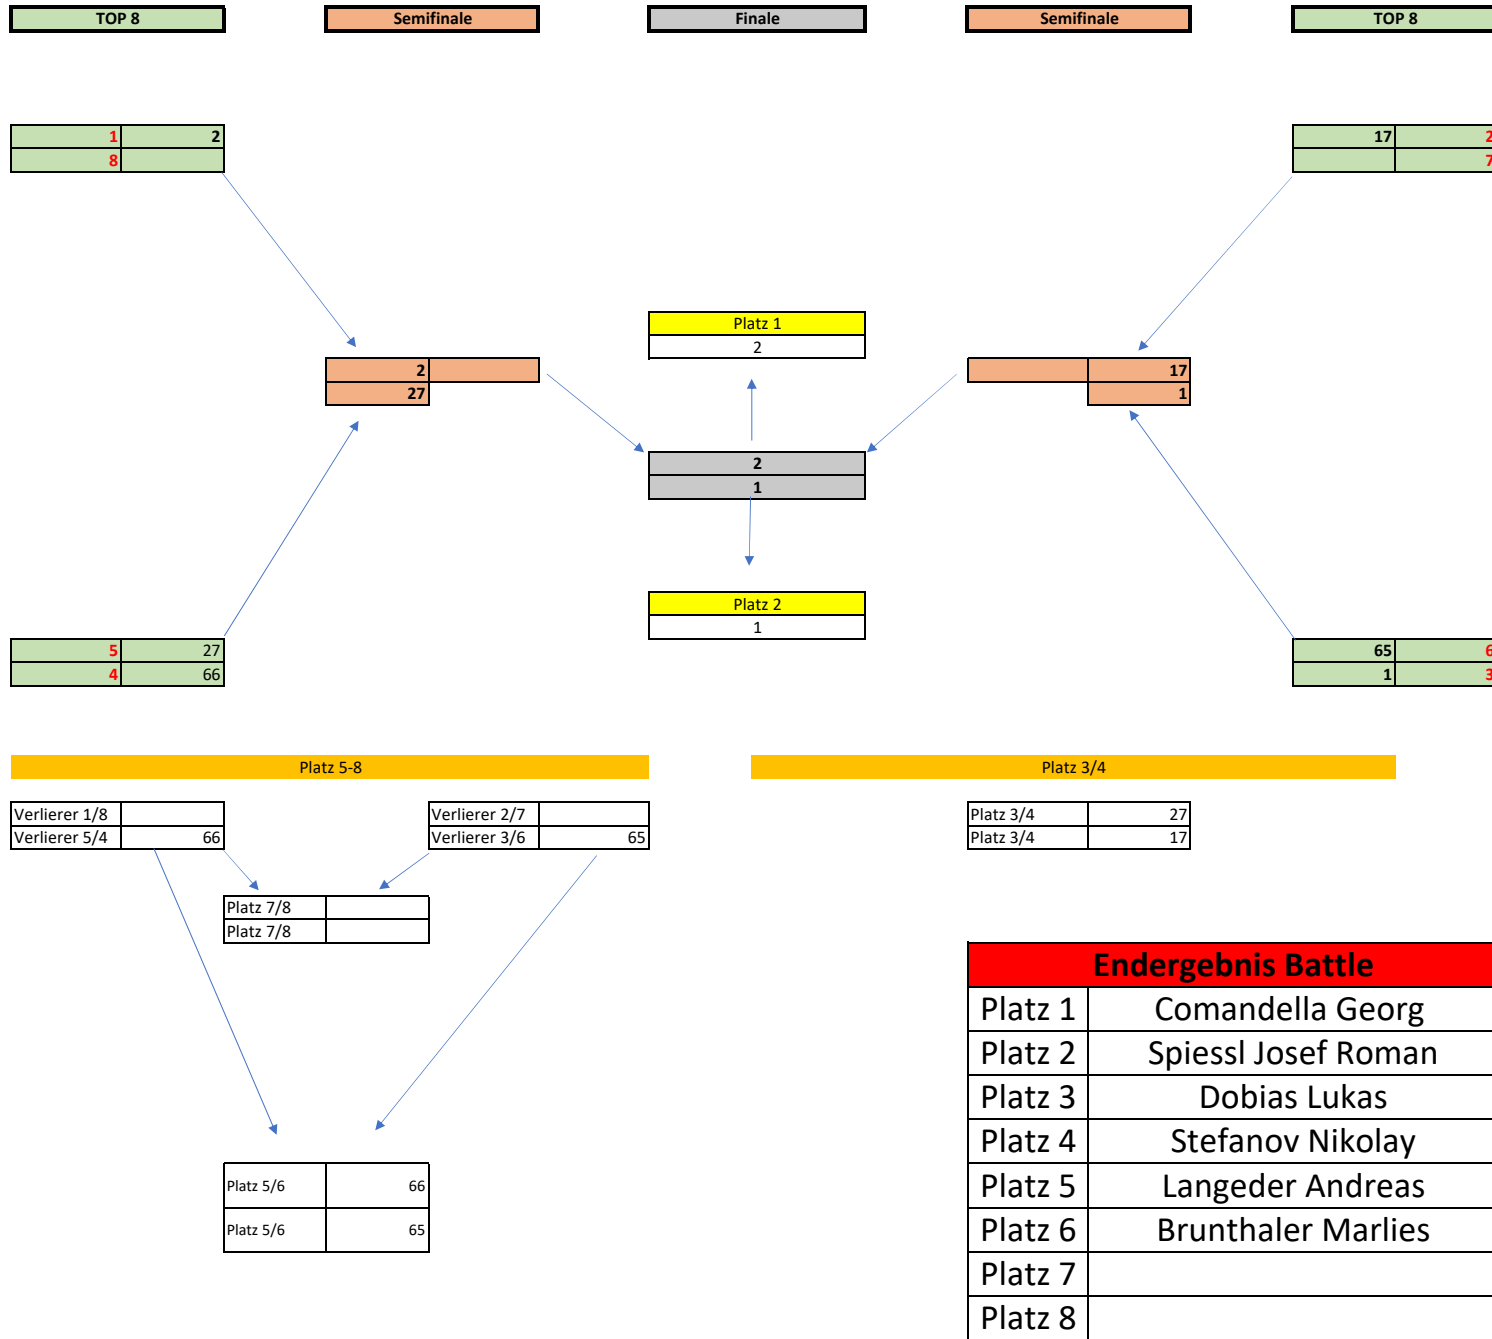 TOP 8 Semifinale Finale Semifinale TOP 8
1 2 17 2
8 7
Platz 1
2
2 17
27 1
2
1
Platz 2
1
5 27 65 6
4 66 1 3
Platz 5-8 Platz 3/4
Verlierer 1/8 Verlierer 2/7 Platz 3/4 27
Verlierer 5/4 66 Verlierer 3/6 65 Platz 3/4 17
Platz 7/8
Platz 7/8
Endergebnis Battle
Platz 1 Comandella Georg
Platz 2 Spiessl Josef Roman
Platz 3 Dobias Lukas
Platz 4 Stefanov Nikolay
Platz 5/6 66
Platz 5 Langeder Andreas
Platz 5/6 65
Platz 6 Brunthaler Marlies
Platz 7
Platz 8